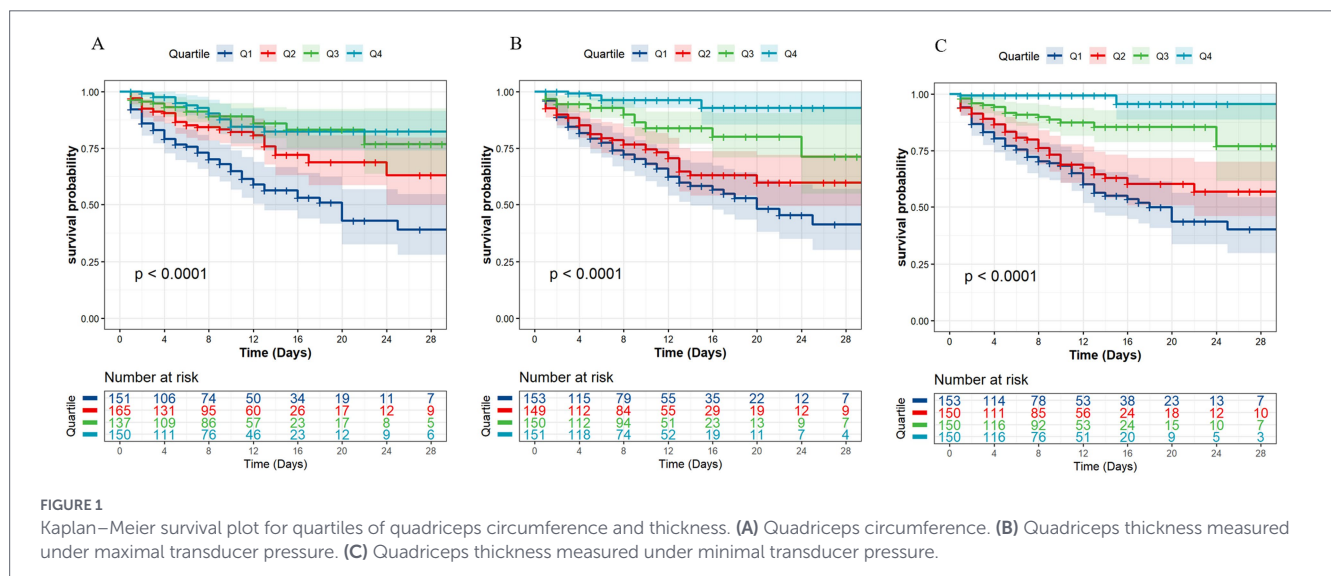 A
Quartile Q1 Q2 Q3 Q4
survival probability
1.00
0.75
0.50
0.25
0.00
p < 0.0001
0 4 8 12 16 20 24 28
Time (Days)
Number at risk
Quartile
151 106 74 50 34 19 11 7
165 131 95 60 26 17 12 9
137 109 86 57 23 17 8 5
150 111 76 46 23 12 9 6
0 4 8 12 16 20 24 28
Time (Days)
B
Quartile Q1 Q2 Q3 Q4
survival probability
1.00
0.75
0.50
0.25
0.00
p < 0.0001
0 4 8 12 16 20 24 28
Time (Days)
Number at risk
Quartile
153 115 79 55 35 22 12 7
149 112 84 55 29 19 12 9
150 112 94 51 23 13 9 7
151 118 74 52 19 11 7 4
0 4 8 12 16 20 24 28
Time (Days)
C
Quartile Q1 Q2 Q3 Q4
survival probability
1.00
0.75
0.50
0.25
0.00
p < 0.0001
0 4 8 12 16 20 24 28
Time (Days)
Number at risk
Quartile
153 114 78 53 38 23 13 7
150 111 85 56 24 18 12 10
150 116 92 53 24 15 10 7
150 116 76 51 20 9 5 3
0 4 8 12 16 20 24 28
Time (Days)
FIGURE 1
Kaplan–Meier survival plot for quartiles of quadriceps circumference and thickness. (A) Quadriceps circumference. (B) Quadriceps thickness measured
under maximal transducer pressure. (C) Quadriceps thickness measured under minimal transducer pressure.